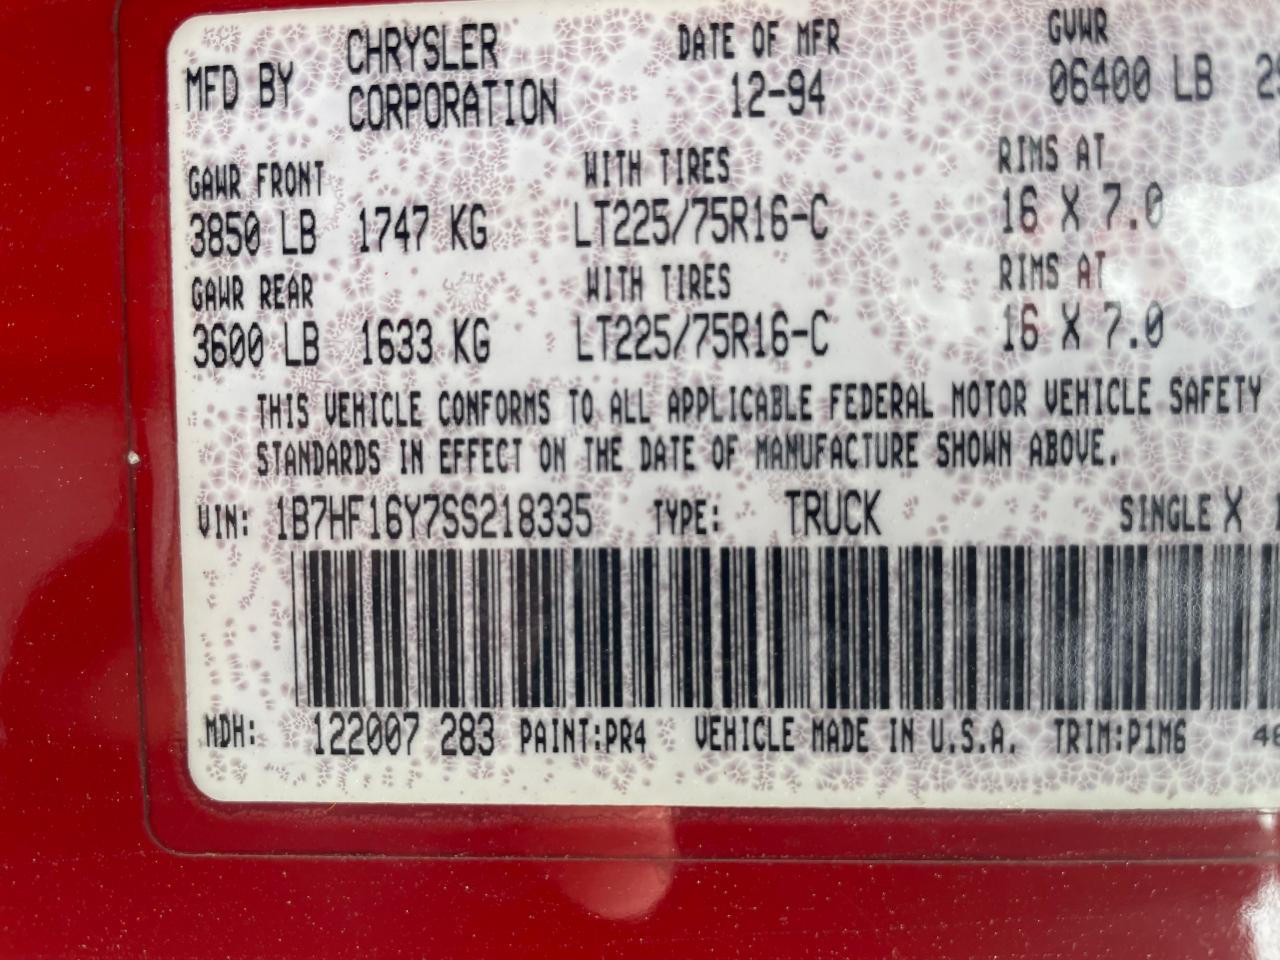 MFD BY CHRYSLER CORPORATION DATE OF MFR 12-94 GVWR 06400 LB
GAWR FRONT WITH TIRES RIMS AT
3850 LB 1747 KG LT225/75R16-C 16 X 7.0
GAWR REAR WITH TIRES RIMS AT
3600 LB 1633 KG LT225/75R16-C 16 X 7.0
THIS VEHICLE CONFORMS TO ALL APPLICABLE FEDERAL MOTOR VEHICLE SAFETY
STANDARDS IN EFFECT ON THE DATE OF MANUFACTURE SHOWN ABOVE.
VIN: 1B7HF16Y7SS218335 TYPE: TRUCK SINGLE X
MDH: 122007 283 PAINT:PR4 VEHICLE MADE IN U.S.A. TRIM:P1M6